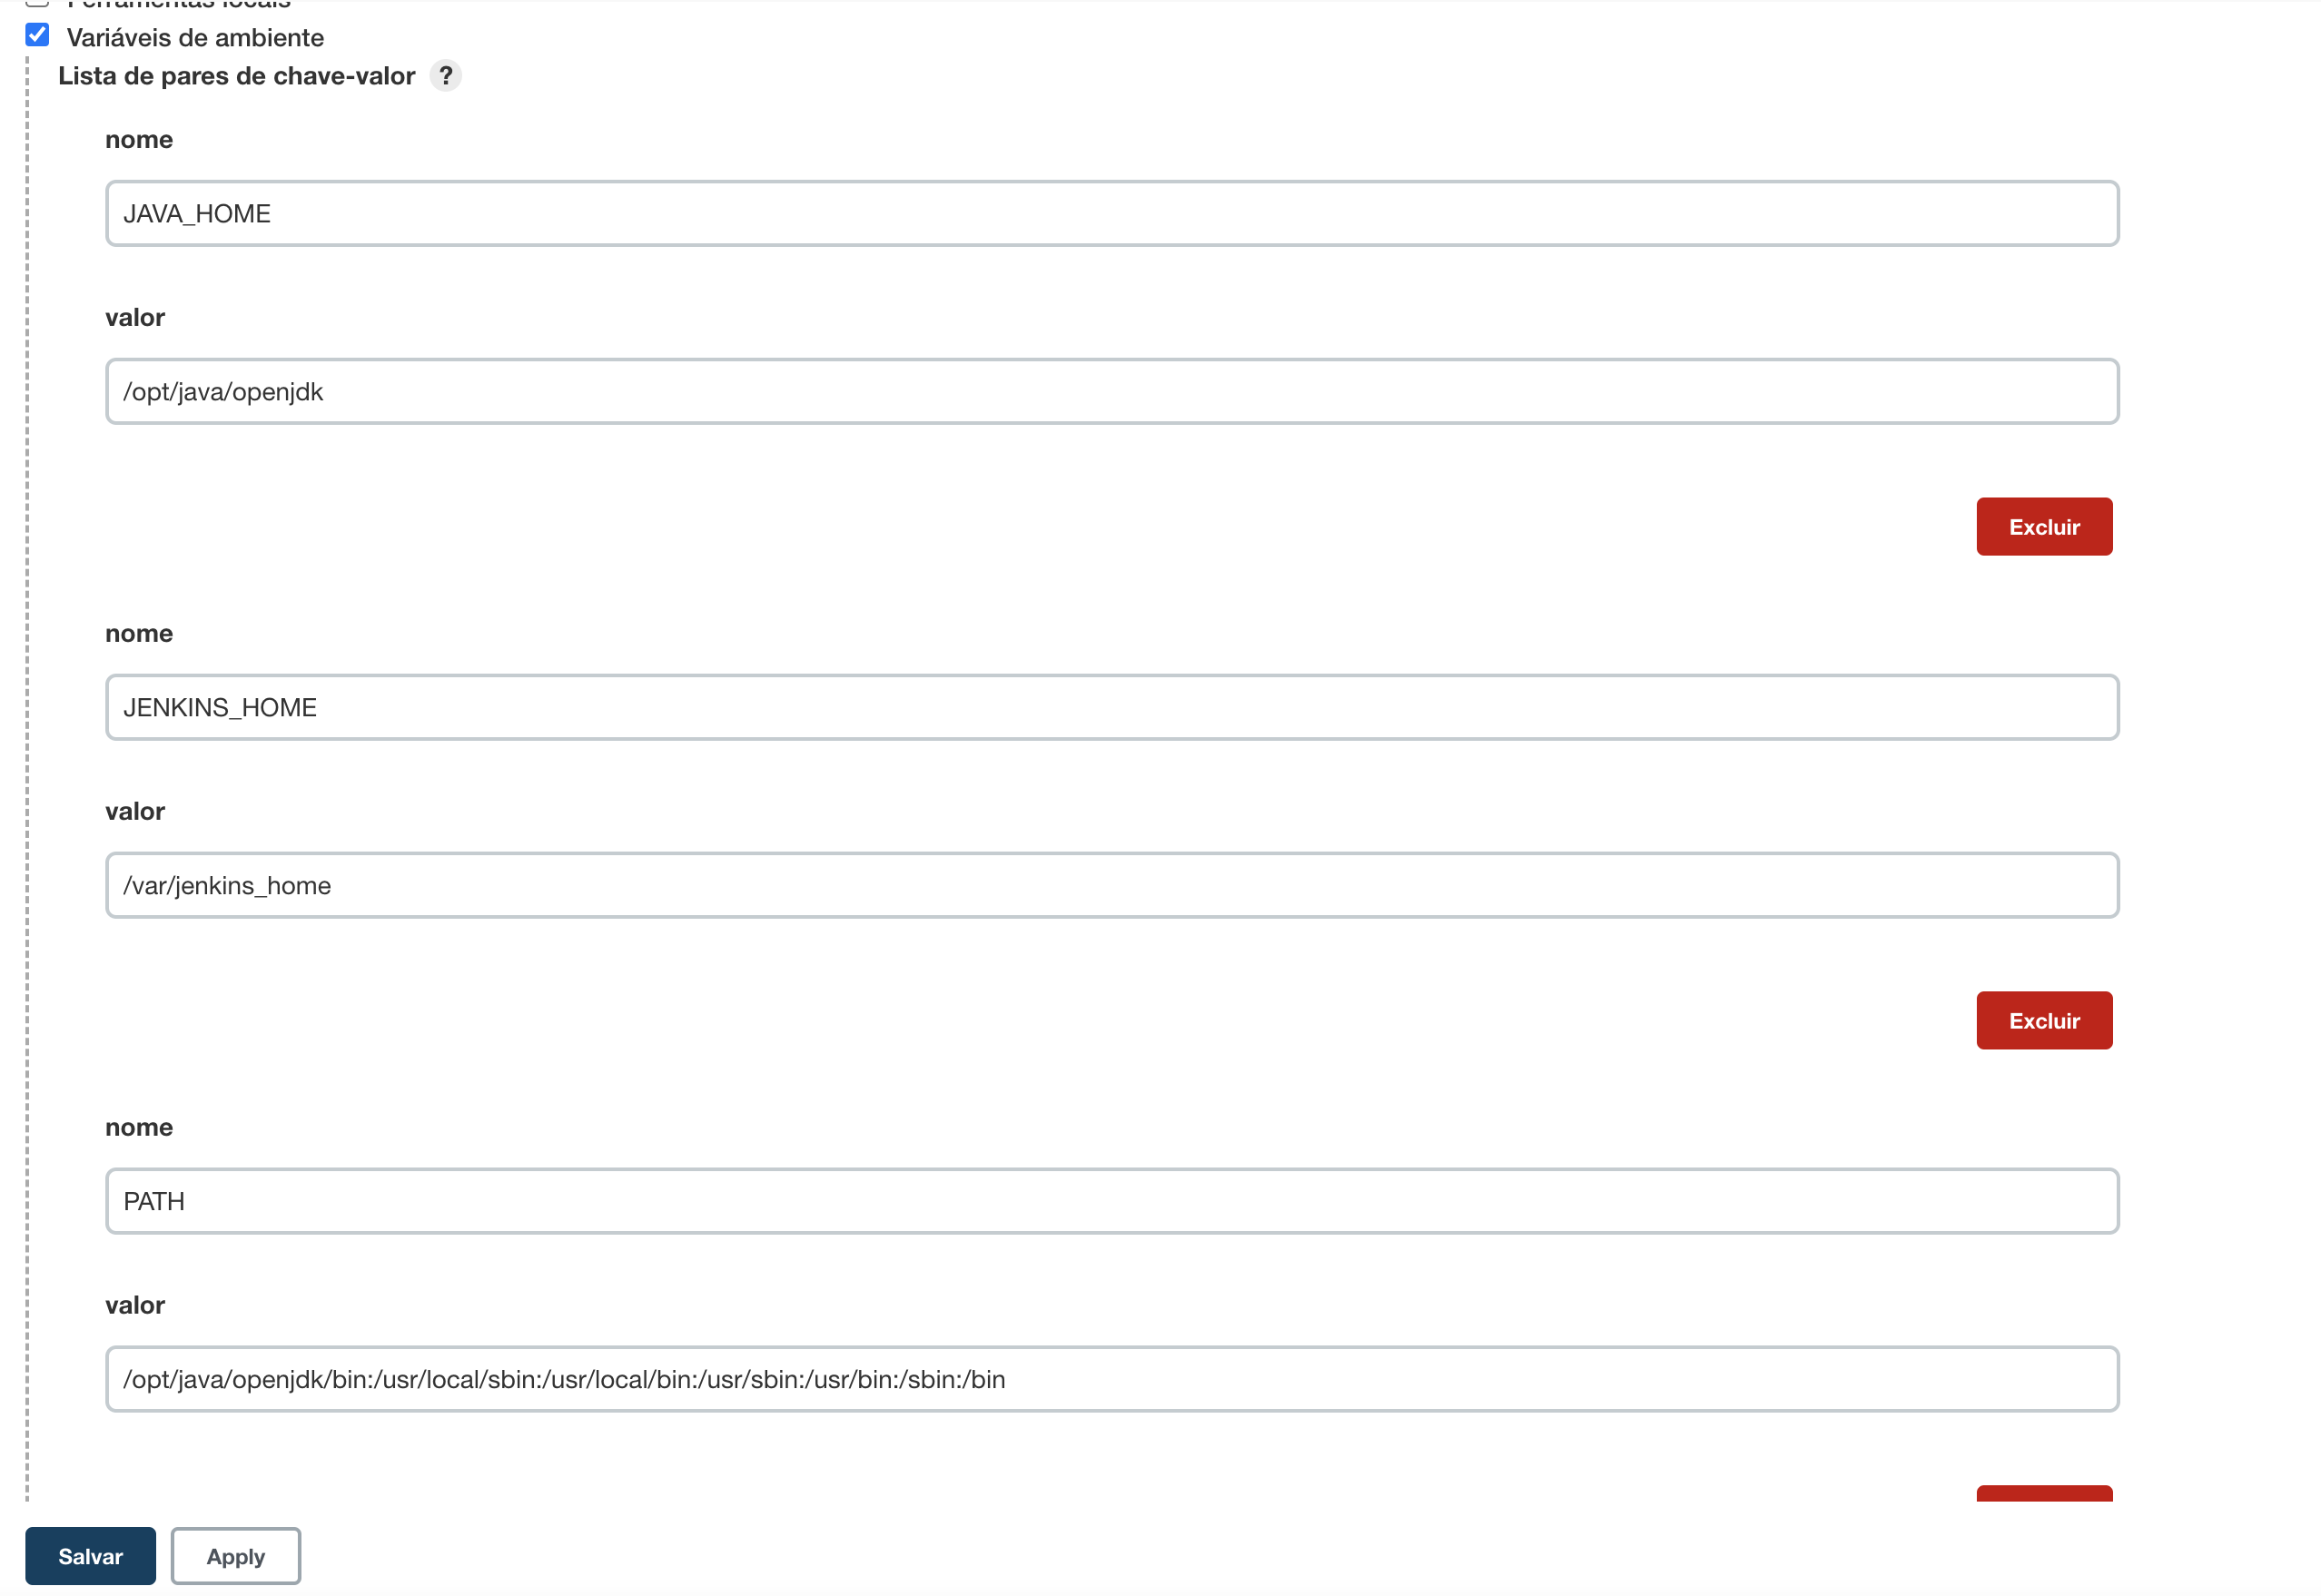 Ferramentas locais
Variáveis de ambiente
Lista de pares de chave-valor ?
nome
JAVA_HOME
valor
/opt/java/openjdk
Excluir
nome
JENKINS_HOME
valor
/var/jenkins_home
Excluir
nome
PATH
valor
/opt/java/openjdk/bin:/usr/local/sbin:/usr/local/bin:/usr/sbin:/usr/bin:/sbin:/bin
Salvar Apply